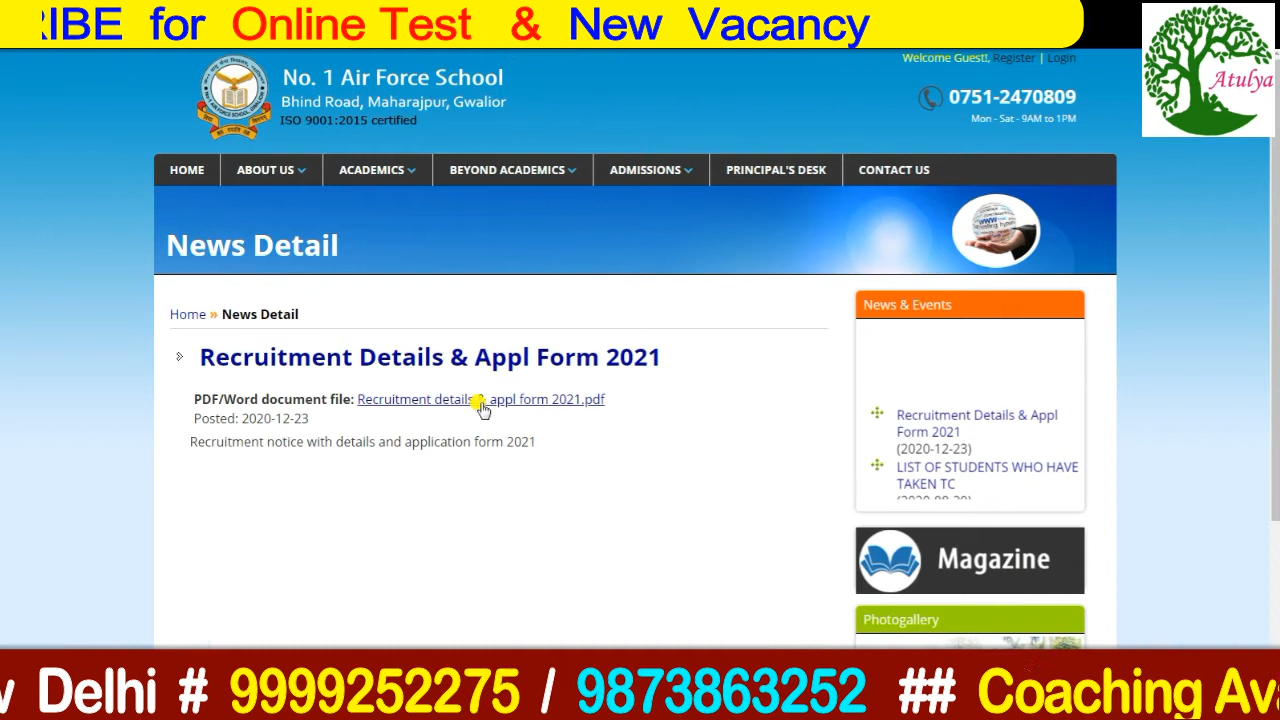 RIBE for Online Test & New Vacancy
Atulya
Welcome Guest!, Register | Login
No. 1 Air Force School
Bhind Road, Maharajpur, Gwalior
ISO 9001:2015 certified
0751-2470809
Mon - Sat - 9AM to 1PM
HOME ABOUT US ACADEMICS BEYOND ACADEMICS ADMISSIONS PRINCIPAL'S DESK CONTACT US
News Detail
Home » News Detail
Recruitment Details & Appl Form 2021
PDF/Word document file: Recruitment details & appl form 2021.pdf
Posted: 2020-12-23
Recruitment notice with details and application form 2021
News & Events
Recruitment Details & Appl
Form 2021
(2020-12-23)
LIST OF STUDENTS WHO HAVE
TAKEN TC
Magazine
Photogallery
w Delhi # 9999252275 / 9873863252 ## Coaching Ava